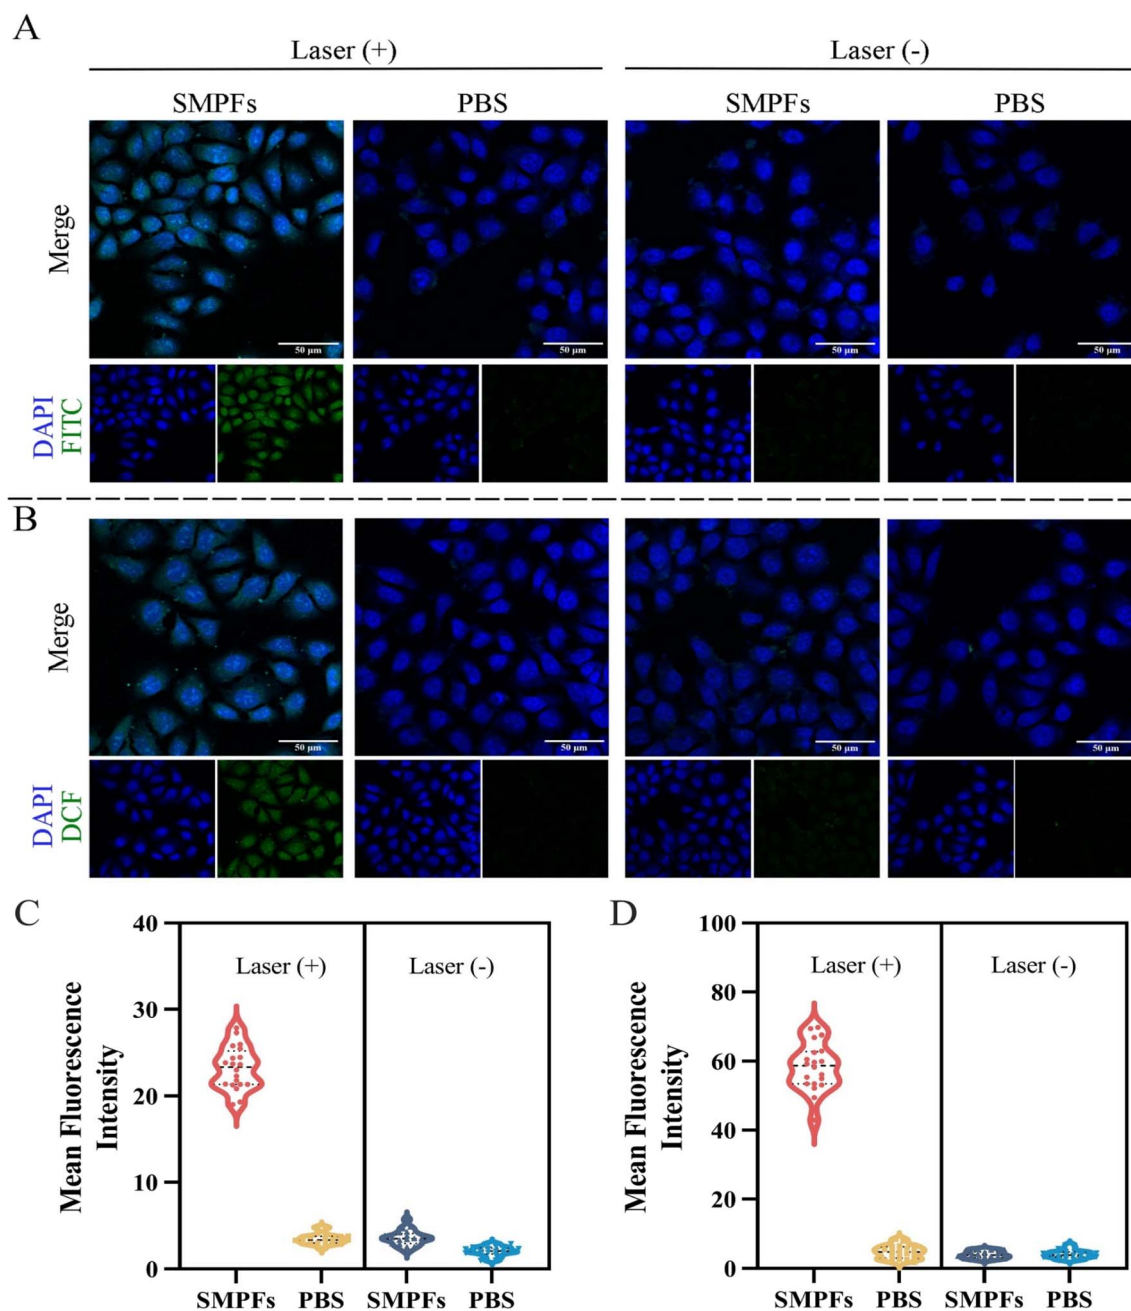 A
Laser (+) Laser (-)
SMPFs PBS SMPFs PBS
Merge
50 μm 50 μm 50 μm 50 μm
DAPI
FITC
B
Merge
50 μm 50 μm 50 μm 50 μm
DAPI
DCF
C
Mean Fluorescence
Intensity
40
30
20
10
0
Laser (+) Laser (-)
SMPFs PBS SMPFs PBS
D
Mean Fluorescence
Intensity
100
80
60
40
20
0
Laser (+) Laser (-)
SMPFs PBS SMPFs PBS